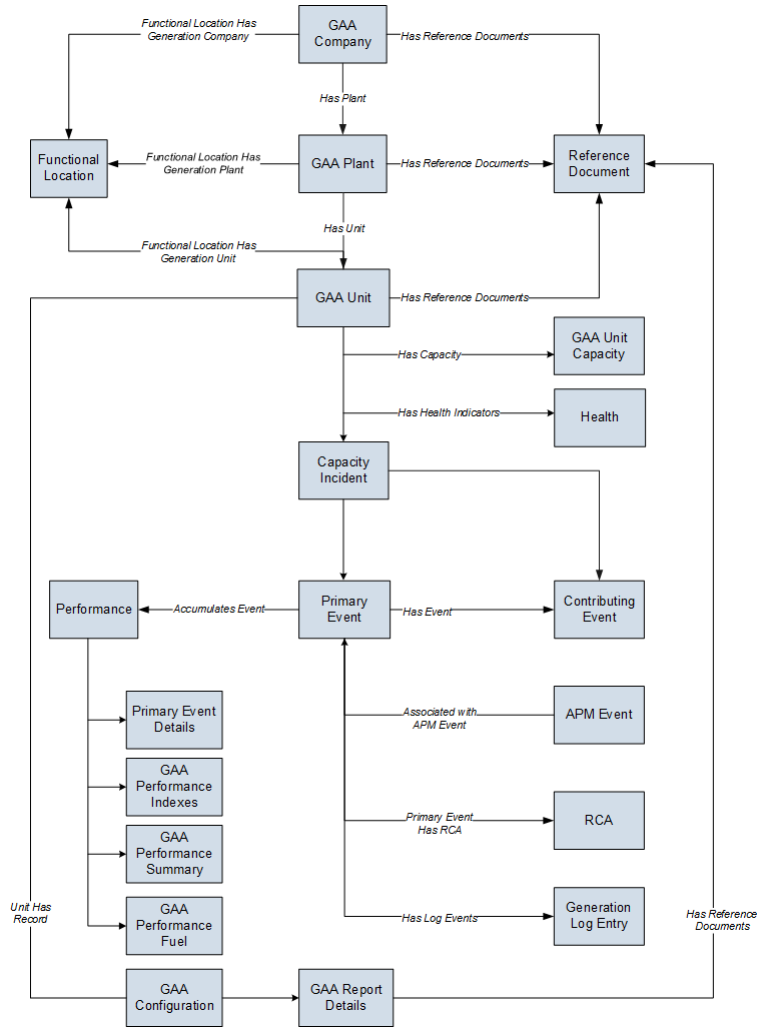 Functional Location Has
Generation Company
GAA
Company
Has Reference Documents
Has Plant
Functional
Location
Functional Location Has
Generation Plant
GAA Plant
Has Reference Documents
Reference
Document
Has Unit
Functional Location Has
Generation Unit
GAA Unit
Has Reference Documents
Has Capacity
GAA Unit
Capacity
Has Health Indicators
Health
Capacity
Incident
Performance
Accumulates Event
Primary
Event
Has Event
Contributing
Event
Primary Event
Details
Associated with
APM Event
APM Event
GAA
Performance
Indexes
Primary Event
Has RCA
RCA
GAA
Performance
Summary
Unit Has
Record
GAA
Performance
Fuel
Has Log Events
Generation
Log Entry
Has Reference
Documents
GAA
Configuration
GAA Report
Details